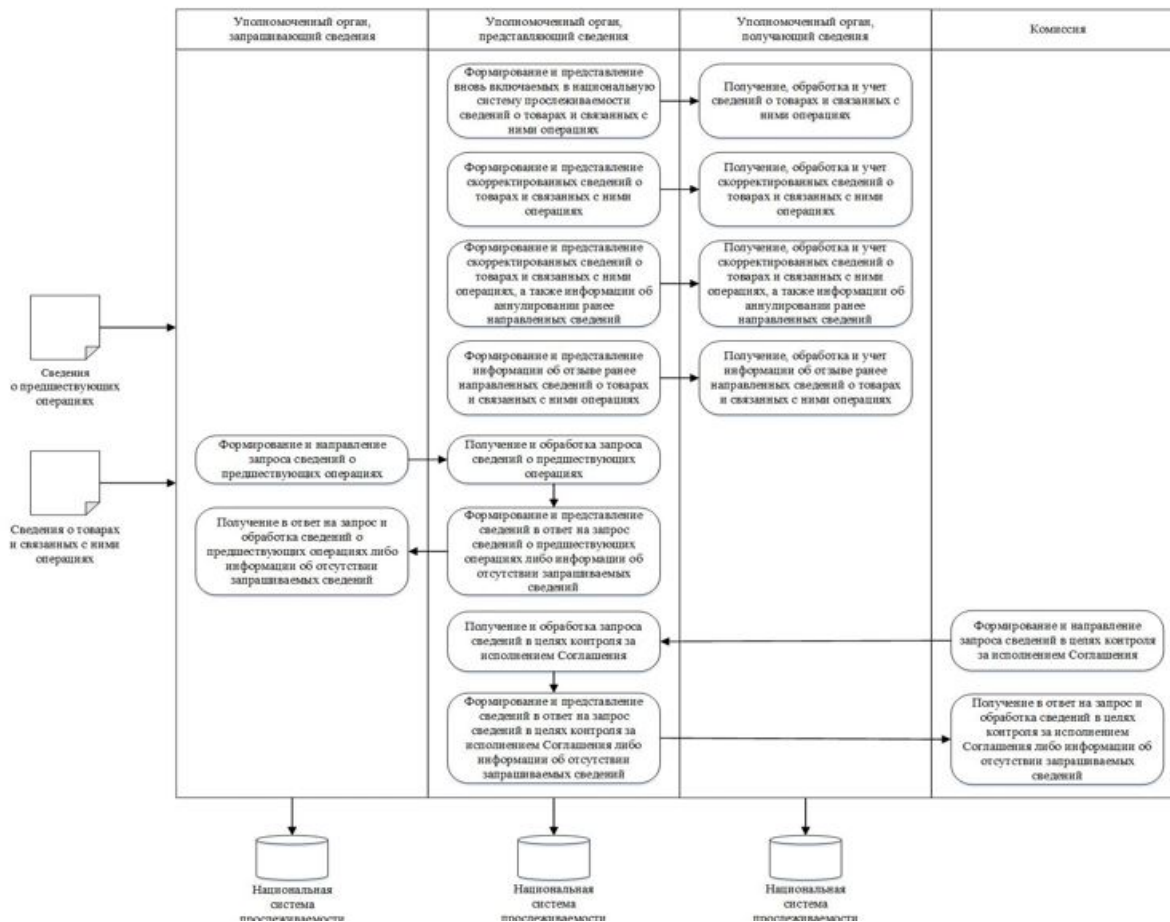 Уполномоченный орган,
запрашивающий сведения
Уполномоченный орган,
представляющий сведения
Уполномоченный орган,
получающий сведения
Комиссия
Формирование и представление
вновь включаемых в национальную
систему прослеживаемости
сведений о товарах и связанных с
ними операциях
Получение, обработка и учет
сведений о товарах и связанных с
ними операциях
Формирование и представление
скорректированных сведений о
товарах и связанных с ними
операциях
Получение, обработка и учет
скорректированных сведений о
товарах и связанных с ними
операциях
Формирование и представление
скорректированных сведений о
товарах и связанных с ними
операциях, а также информации об
аннулировании ранее
направленных сведений
Получение, обработка и учет
скорректированных сведений о
товарах и связанных с ними
операциях, а также информации об
аннулировании ранее
направленных сведений
Сведения
о предшествующих
операциях
Формирование и представление
информации об отзыве ранее
направленных сведений о товарах
и связанных с ними операциях
Получение, обработка и учет
информации об отзыве ранее
направленных сведений о товарах
и связанных с ними операциях
Формирование и направление
запроса сведений о
предшествующих операциях
Получение и обработка запроса
сведений о предшествующих
операциях
Сведения о товарах
и связанных с ними
операциях
Получение в ответ на запрос и
обработка сведений о
предшествующих операциях либо
информации об отсутствии
запрашиваемых сведений
Формирование и представление
сведений в ответ на запрос
сведений о предшествующих
операциях либо информации об
отсутствии запрашиваемых
сведений
Получение и обработка запроса
сведений в целях контроля за
исполнением Соглашения
Формирование и направление
запроса сведений в целях контроля
за исполнением Соглашения
Формирование и представление
сведений в ответ на запрос
сведений в целях контроля за
исполнением Соглашения либо
информации об отсутствии
запрашиваемых сведений
Получение в ответ на запрос и
обработка сведений в целях
контроля за исполнением
Соглашения либо информации об
отсутствии запрашиваемых
сведений
Национальная
система
прослеживаемости
Национальная
система
прослеживаемости
Национальная
система
прослеживаемости